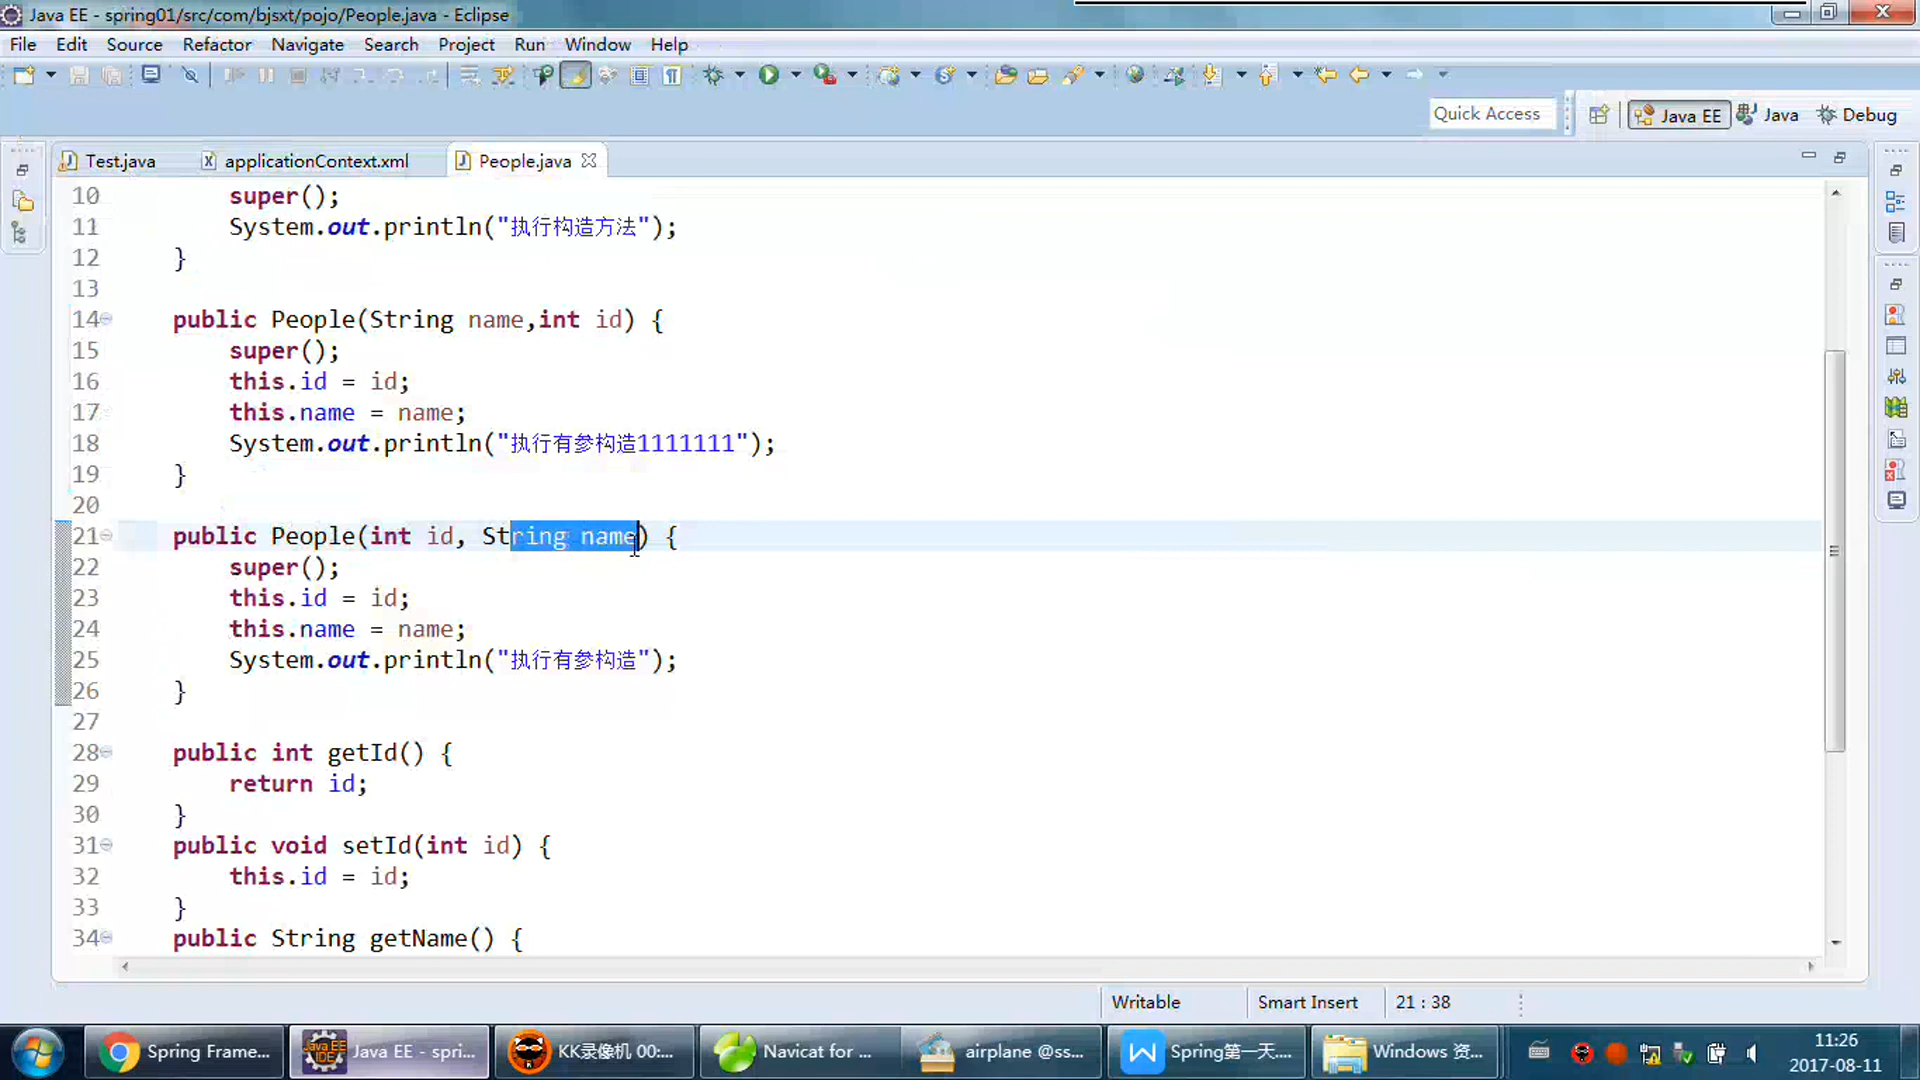 Java EE - spring01/src/com/bjsxt/pojo/People.java - Eclipse
File Edit Source Refactor Navigate Search Project Run Window Help
Quick Access
Java EE Java Debug
Test.java applicationContext.xml People.java
10 super();
11 System.out.println("执行构造方法");
12 }
13
14 public People(String name,int id) {
15 super();
16 this.id = id;
17 this.name = name;
18 System.out.println("执行有参构造1111111");
19 }
20
21 public People(int id, String name) {
22 super();
23 this.id = id;
24 this.name = name;
25 System.out.println("执行有参构造");
26 }
27
28 public int getId() {
29 return id;
30 }
31 public void setId(int id) {
32 this.id = id;
33 }
34 public String getName() {
Writable Smart Insert 21 : 38
Spring Frame... Java EE - spri... KK录像机 00:... Navicat for ... airplane @ss... Spring第一天.... Windows 资...
11:26
2017-08-11